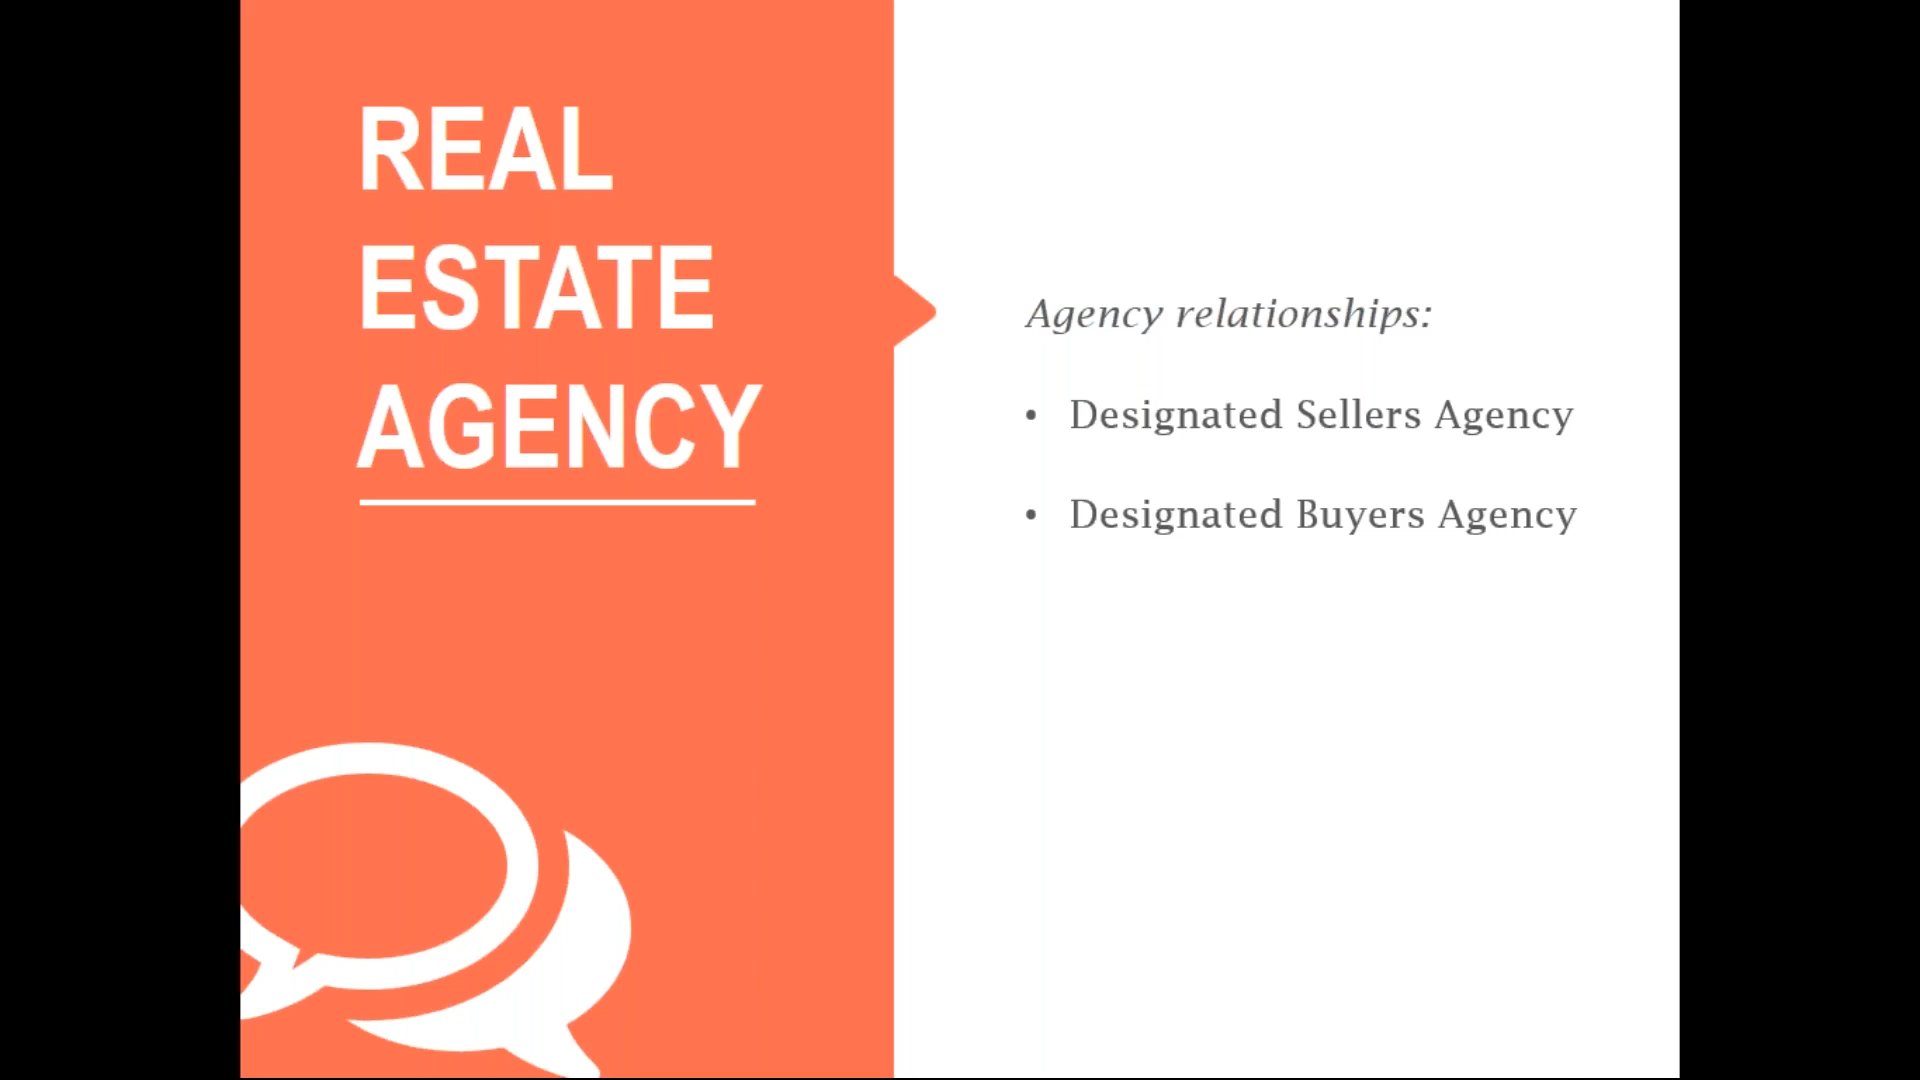 REAL
ESTATE
AGENCY
Agency relationships:
• Designated Sellers Agency
• Designated Buyers Agency